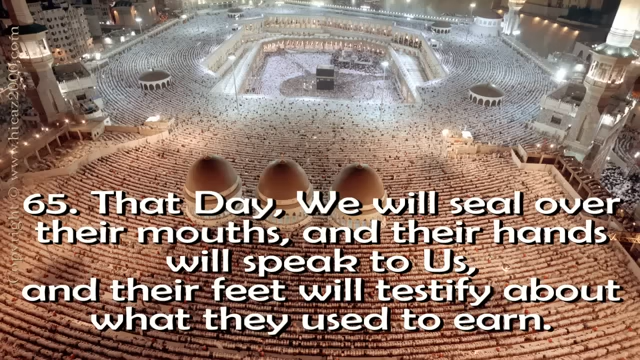 65. That Day, We will seal over
their mouths, and their hands
will speak to Us,
and their feet will testify about
what they used to earn.